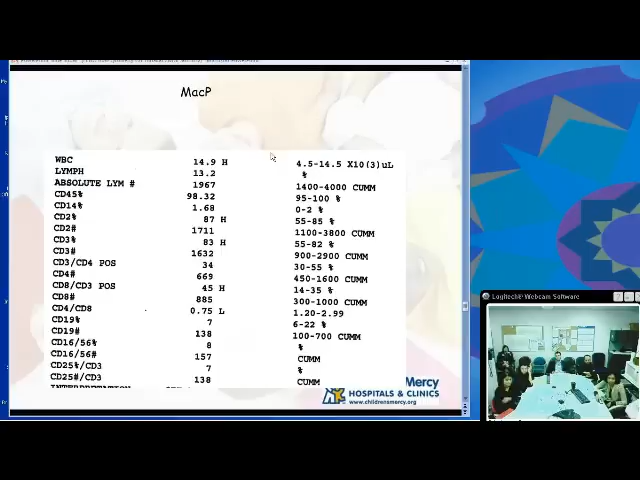 MacP
WBC 14.9 H 4.5-14.5 X10(3)uL
LYMPH 13.2 %
ABSOLUTE LYM # 1967 1400-4000 CUMM
CD45% 98.32 95-100 %
CD14% 1.68 0-2 %
CD2% 87 H 55-85 %
CD2# 1711 1100-3800 CUMM
CD3% 83 H 55-82 %
CD3# 1632 900-2900 CUMM
CD3/CD4 POS 34 30-55 %
CD4# 669 450-1600 CUMM
CD8/CD3 POS 45 H 14-35 %
CD8# 885 300-1000 CUMM
CD4/CD8 0.75 L 1.20-2.99
CD19% 7 6-22 %
CD19# 138 100-700 CUMM
CD16/56% 8 %
CD16/56# 157 CUMM
CD25%/CD3 7 %
CD25#/CD3 138 CUMM
Mercy
HOSPITALS & CLINICS
www.childrensmercy.org
Logitech® Webcam Software